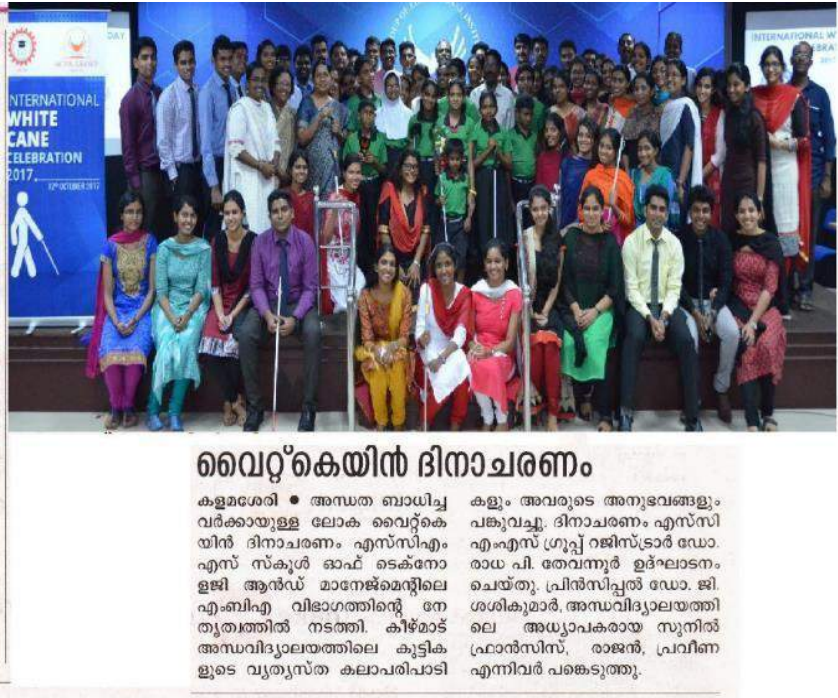 INTERNATIONAL
WHITE
CANE
CELEBRATION
2017
12th OCTOBER 2017
DAY
INTERNATIONAL W
2017
വൈറ്റ്കെയിൻ ദിനാചരണം
കളമശേരി ● അന്ധത ബാധിച്ച
വർക്കായുള്ള ലോക വൈറ്റ്കെ
യിൻ ദിനാചരണം എസ്‌സിഎം
എസ് സ്കൂൾ ഓഫ് ടെക്നോ
ളജി ആൻഡ് മാനേജ്മെന്റിലെ
എംബിഎ വിഭാഗത്തിന്റെ നേ
തൃത്വത്തിൽ നടത്തി. കീഴ്മാട്
അന്ധവിദ്യാലയത്തിലെ കുട്ടിക
ളുടെ വ്യത്യസ്ത കലാപരിപാടി
കളും അവരുടെ അനുഭവങ്ങളും
പങ്കുവച്ചു. ദിനാചരണം എസ്‌സി
എംഎസ് ഗ്രൂപ്പ് റജിസ്ട്രാർ ഡോ.
രാധ പി. തേവന്നൂർ ഉദ്ഘാടനം
ചെയ്തു. പ്രിൻസിപ്പൽ ഡോ. ജി.
ശശികുമാർ, അന്ധവിദ്യാലയത്തി
ലെ അധ്യാപകരായ സുനിൽ
ഫ്രാൻസിസ്, രാജൻ, പ്രവീണ
എന്നിവർ പങ്കെടുത്തു.